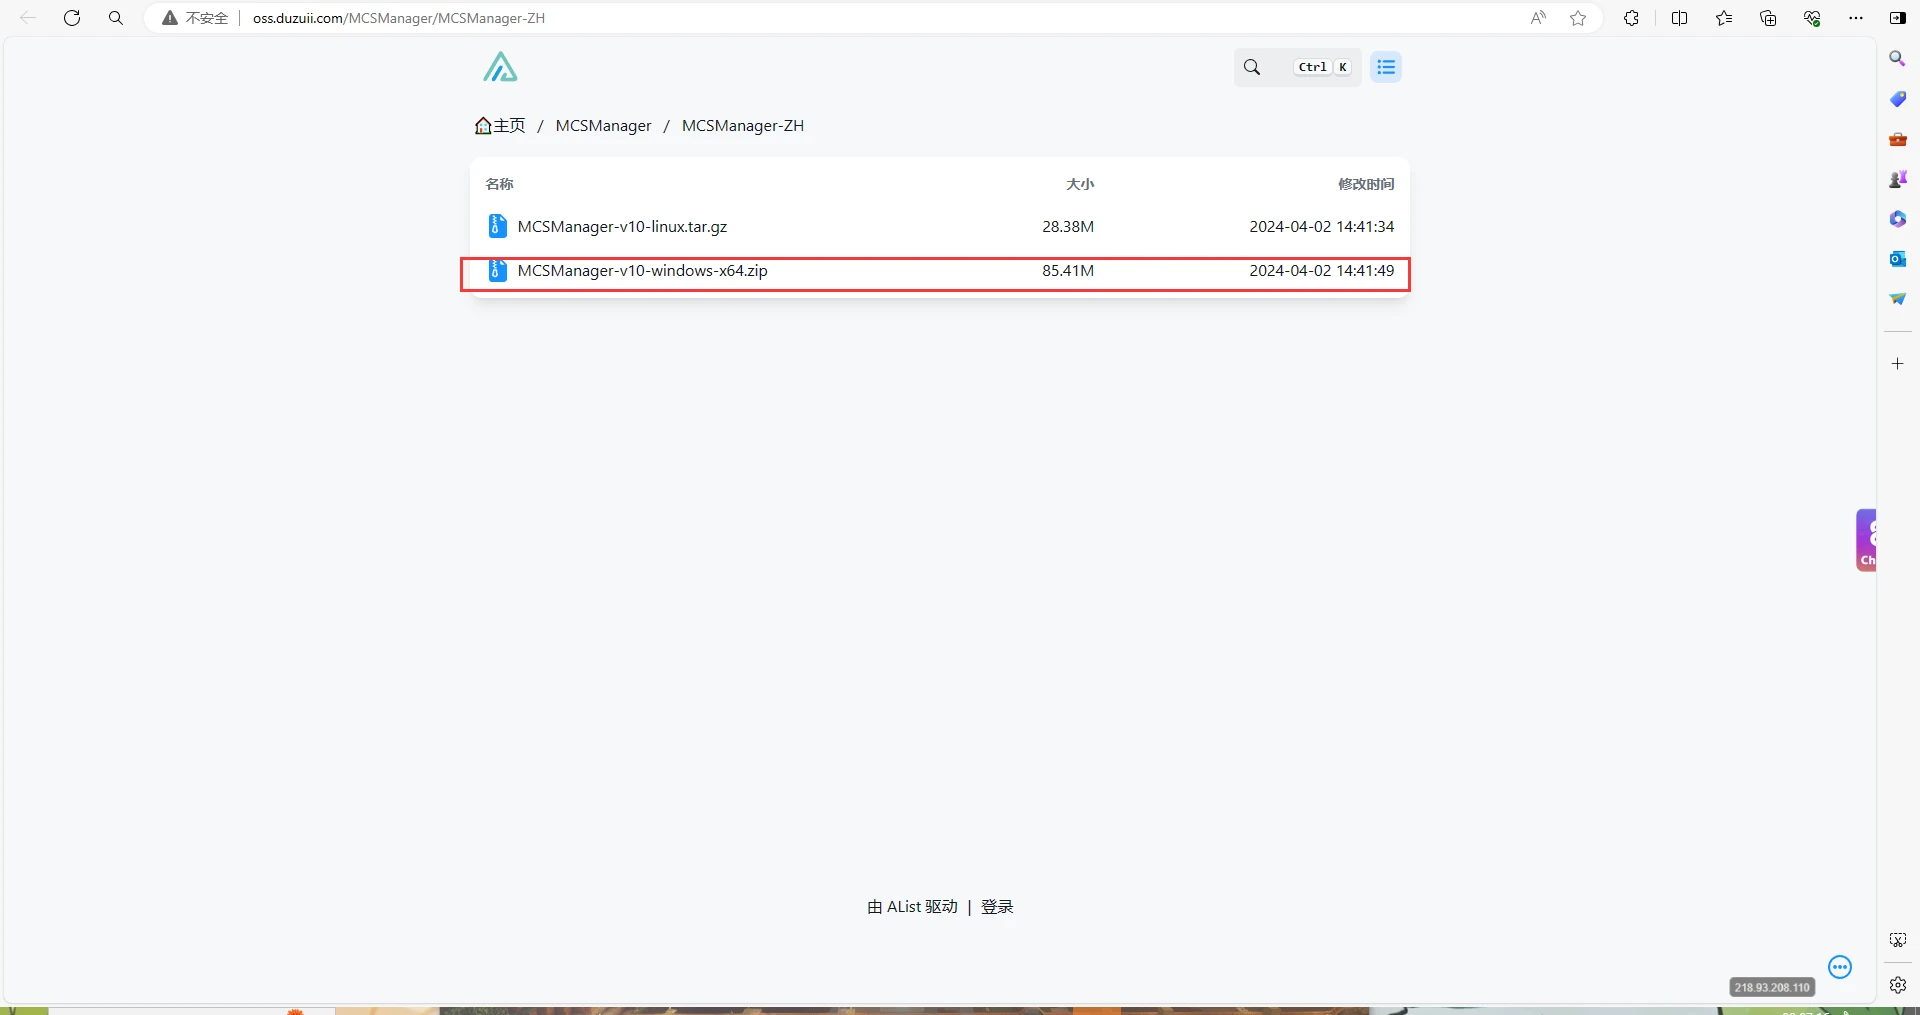 不安全 oss.duzuii.com/MCSManager/MCSManager-ZH
Ctrl K
主页 / MCSManager / MCSManager-ZH
名称 大小 修改时间
MCSManager-v10-linux.tar.gz 28.38M 2024-04-02 14:41:34
MCSManager-v10-windows-x64.zip 85.41M 2024-04-02 14:41:49
Ch
由 AList 驱动 | 登录
218.93.208.110